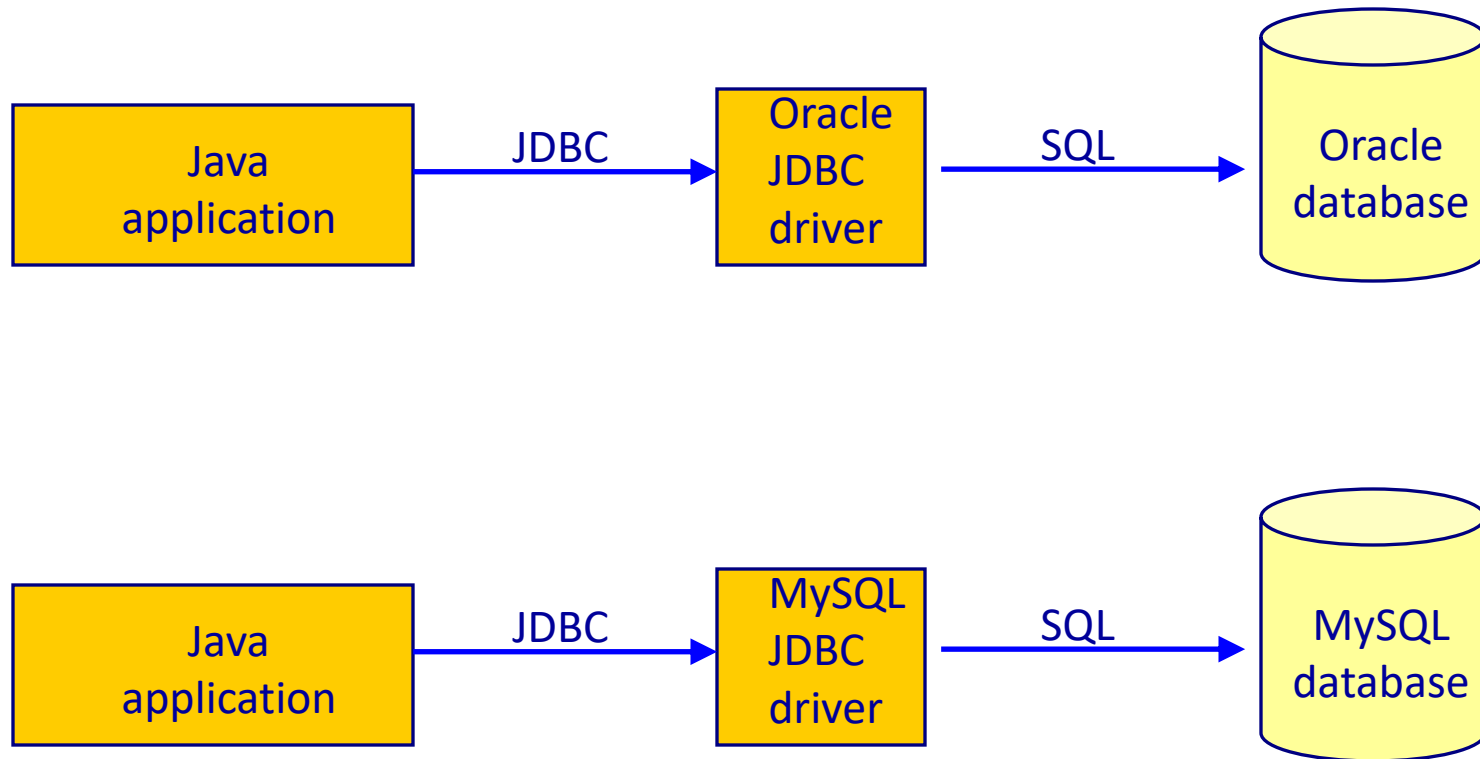 Java
application
JDBC
Oracle
JDBC
driver
SQL
Oracle
database
Java
application
JDBC
MySQL
JDBC
driver
SQL
MySQL
database